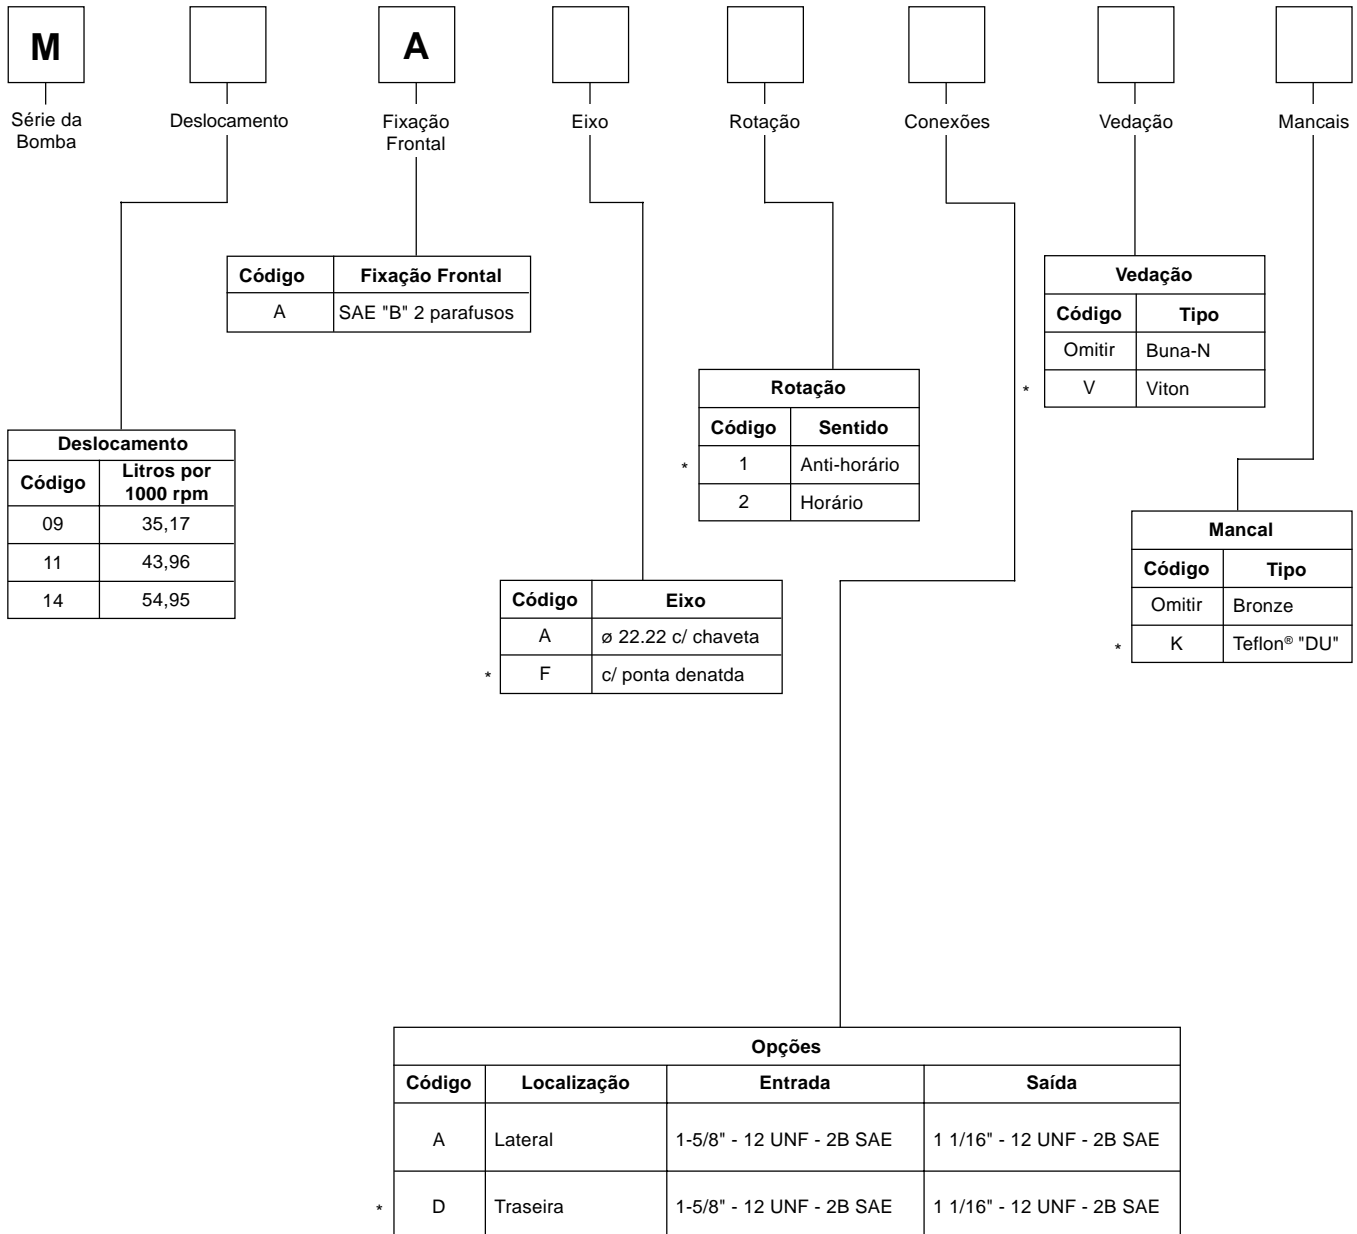 M A
Série da Bomba
Deslocamento
Fixação Frontal
Eixo
Rotação
Conexões
Vedação
Mancais
Código Fixação Frontal
A SAE "B" 2 parafusos
Vedação
Código Tipo
Omitir Buna-N
* V Viton
Rotação
Código Sentido
* 1 Anti-horário
2 Horário
Deslocamento
Código Litros por 1000 rpm
09 35,17
11 43,96
14 54,95
Mancal
Código Tipo
Omitir Bronze
* K Teflon® "DU"
Código Eixo
A ø 22.22 c/ chaveta
* F c/ ponta denatda
Opções
Código Localização Entrada Saída
A Lateral 1-5/8" - 12 UNF - 2B SAE 1 1/16" - 12 UNF - 2B SAE
* D Traseira 1-5/8" - 12 UNF - 2B SAE 1 1/16" - 12 UNF - 2B SAE